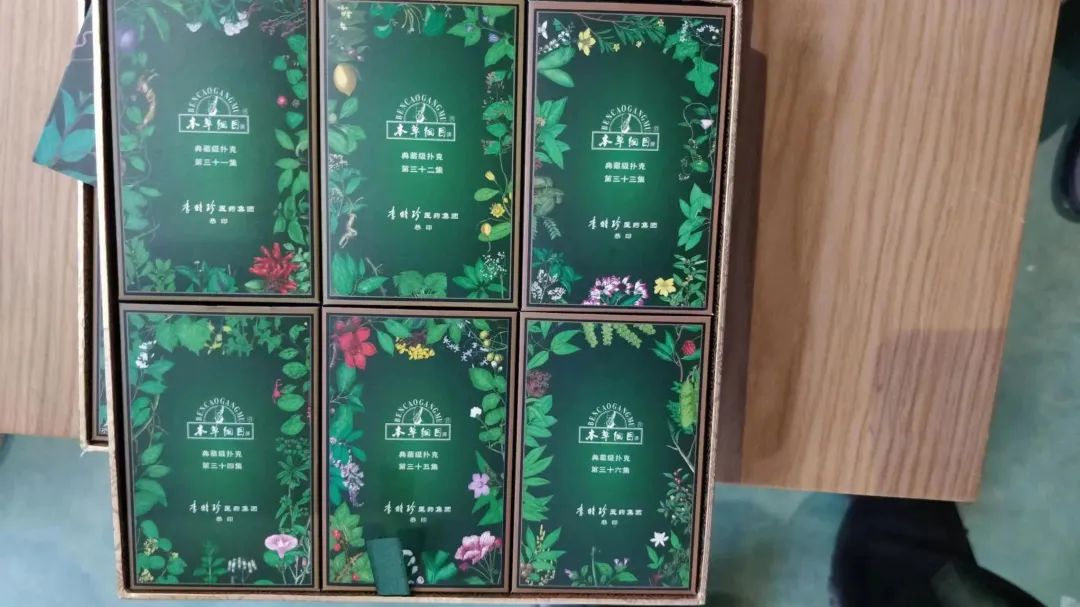 BENCAOGANGMU
本草纲目
典藏级扑克
第三十一集
李时珍医药集团
恭印
BENCAOGANGMU
本草纲目
典藏级扑克
第三十二集
李时珍医药集团
恭印
BENCAOGANGMU
本草纲目
典藏级扑克
第三十三集
李时珍医药集团
恭印
BENCAOGANGMU
本草纲目
典藏级扑克
第三十四集
李时珍医药集团
恭印
BENCAOGANGMU
本草纲目
典藏级扑克
第三十五集
李时珍医药集团
恭印
BENCAOGANGMU
本草纲目
典藏级扑克
第三十六集
李时珍医药集团
恭印